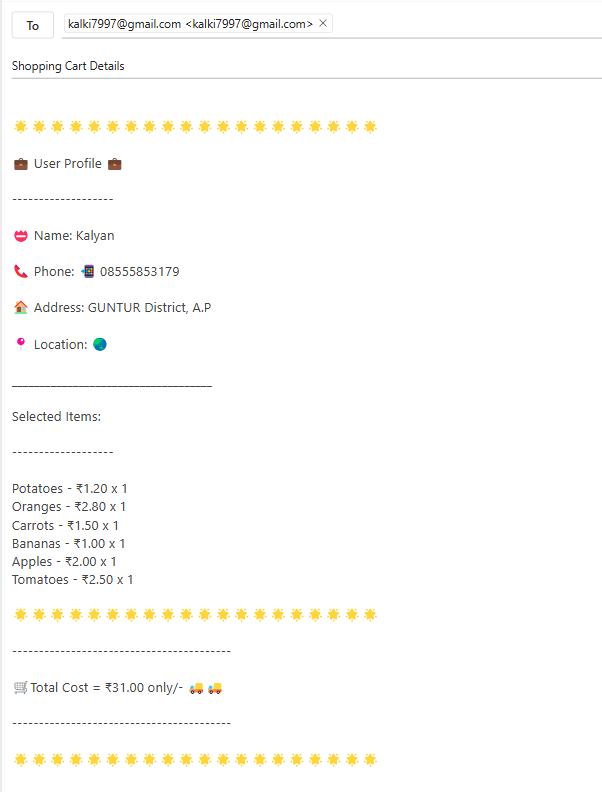 To
kalki7997@gmail.com <kalki7997@gmail.com>
Shopping Cart Details
🌟 🌟 🌟 🌟 🌟 🌟 🌟 🌟 🌟 🌟 🌟 🌟 🌟 🌟 🌟 🌟 🌟 🌟 🌟 🌟
💼 User Profile 💼
-------------------
📛 Name: Kalyan
📞 Phone: 📲 08555853179
🏠 Address: GUNTUR District, A.P
📍 Location: 🌏
____________________________________
Selected Items:
-------------------
Potatoes - ₹1.20 x 1
Oranges - ₹2.80 x 1
Carrots - ₹1.50 x 1
Bananas - ₹1.00 x 1
Apples - ₹2.00 x 1
Tomatoes - ₹2.50 x 1
🌟 🌟 🌟 🌟 🌟 🌟 🌟 🌟 🌟 🌟 🌟 🌟 🌟 🌟 🌟 🌟 🌟 🌟 🌟 🌟
-----------------------------------------
🛒Total Cost = ₹31.00 only/- 🚚 🚚
-----------------------------------------
🌟 🌟 🌟 🌟 🌟 🌟 🌟 🌟 🌟 🌟 🌟 🌟 🌟 🌟 🌟 🌟 🌟 🌟 🌟 🌟